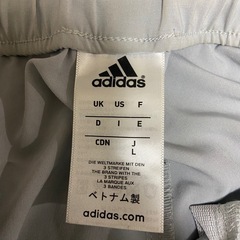 adidas
UK US F
D I E
CDN J
L
DIE WELTMARKE MIT DEN
3 STREIFEN
THE BRAND WITH THE
3 STRIPES
LA MARQUE AUX
3 BANDES
ベトナム製
adidas.com